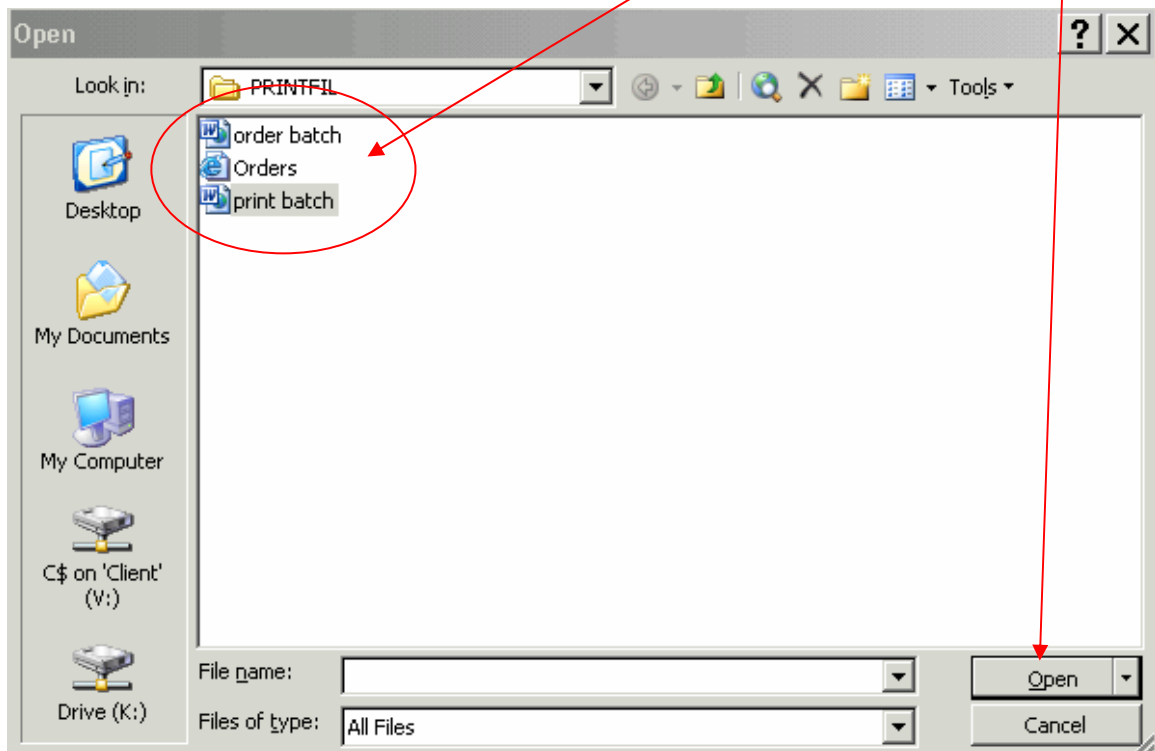 Open
Look in:
PRINTFIL
Tools
order batch
Orders
print batch
Desktop
My Documents
My Computer
C$ on 'Client'
(V:)
Drive (K:)
File name:
Open
Files of type:
All Files
Cancel